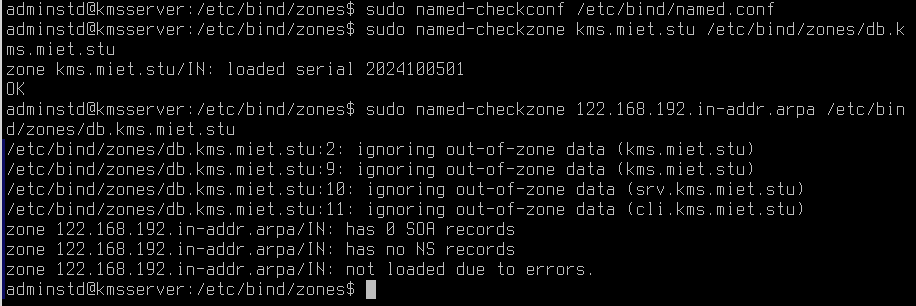 adminstd@kmsserver:/etc/bind/zones$ sudo named-checkconf /etc/bind/named.conf
adminstd@kmsserver:/etc/bind/zones$ sudo named-checkzone kms.miet.stu /etc/bind/zones/db.k
ms.miet.stu
zone kms.miet.stu/IN: loaded serial 2024100501
OK
adminstd@kmsserver:/etc/bind/zones$ sudo named-checkzone 122.168.192.in-addr.arpa /etc/bin
d/zones/db.kms.miet.stu
/etc/bind/zones/db.kms.miet.stu:2: ignoring out-of-zone data (kms.miet.stu)
/etc/bind/zones/db.kms.miet.stu:9: ignoring out-of-zone data (kms.miet.stu)
/etc/bind/zones/db.kms.miet.stu:10: ignoring out-of-zone data (srv.kms.miet.stu)
/etc/bind/zones/db.kms.miet.stu:11: ignoring out-of-zone data (cli.kms.miet.stu)
zone 122.168.192.in-addr.arpa/IN: has 0 SOA records
zone 122.168.192.in-addr.arpa/IN: has no NS records
zone 122.168.192.in-addr.arpa/IN: not loaded due to errors.
adminstd@kmsserver:/etc/bind/zones$